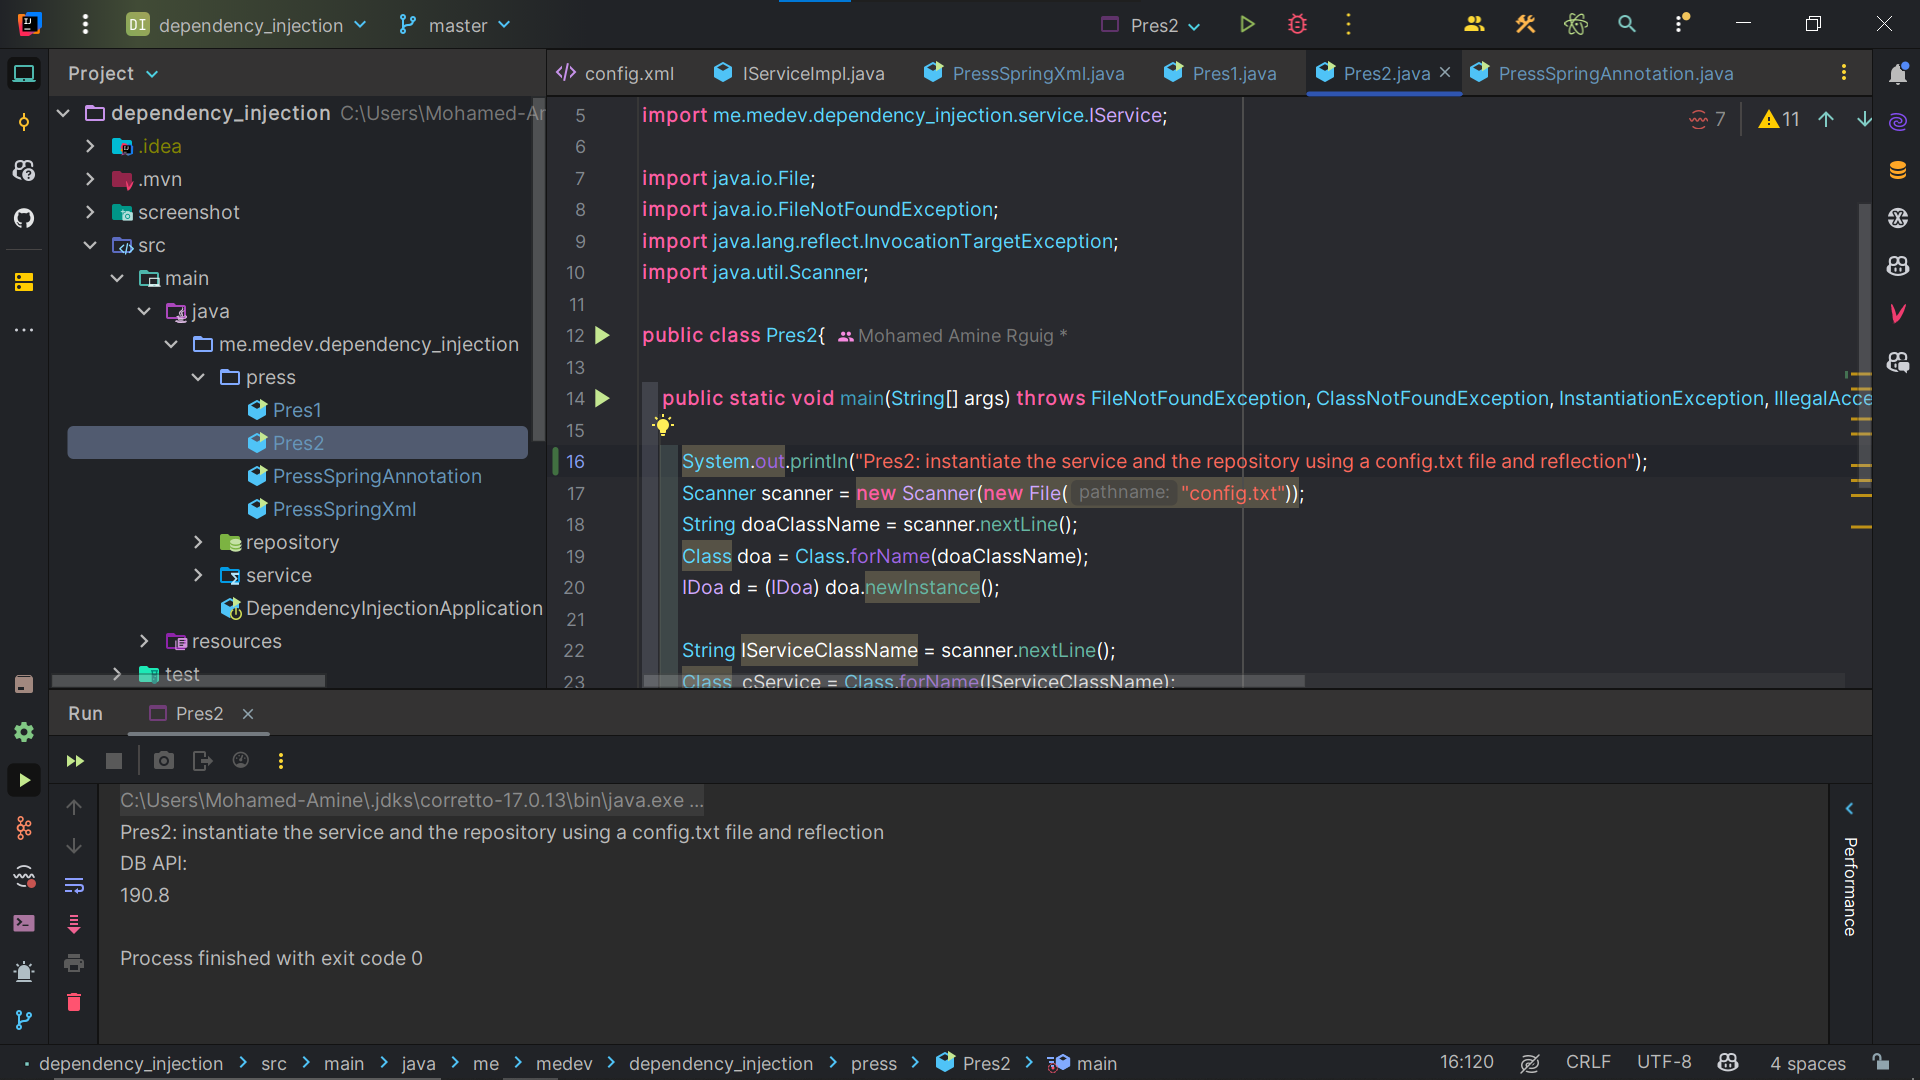 DI dependency_injection master Pres2
Project
config.xml IServiceImpl.java PressSpringXml.java Pres1.java Pres2.java PressSpringAnnotation.java
dependency_injection C:\Users\Mohamed-Ar
.idea
.mvn
screenshot
src
main
java
me.medev.dependency_injection
press
Pres1
Pres2
PressSpringAnnotation
PressSpringXml
repository
service
DependencyInjectionApplication
resources
test
7 11
5 import me.medev.dependency_injection.service.IService;
6
7 import java.io.File;
8 import java.io.FileNotFoundException;
9 import java.lang.reflect.InvocationTargetException;
10 import java.util.Scanner;
11
12 public class Pres2{ Mohamed Amine Rguig *
13
14 public static void main(String[] args) throws FileNotFoundException, ClassNotFoundException, InstantiationException, IllegalAcce
15
16 System.out.println("Pres2: instantiate the service and the repository using a config.txt file and reflection");
17 Scanner scanner = new Scanner(new File( pathname: "config.txt"));
18 String doaClassName = scanner.nextLine();
19 Class doa = Class.forName(doaClassName);
20 IDoa d = (IDoa) doa.newInstance();
21
22 String IServiceClassName = scanner.nextLine();
23 Class cService = Class.forName(IServiceClassName);
Run Pres2
C:\Users\Mohamed-Amine\.jdks\corretto-17.0.13\bin\java.exe ...
Pres2: instantiate the service and the repository using a config.txt file and reflection
DB API:
190.8
Process finished with exit code 0
Performance
dependency_injection src main java me medev dependency_injection press Pres2 main
16:120 CRLF UTF-8 4 spaces